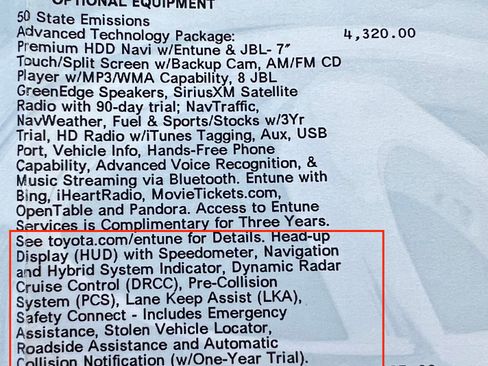 OPTIONAL EQUIPMENT
50 State Emissions
Advanced Technology Package: 4,320.00
Premium HDD Navi w/Entune & JBL- 7"
Touch/Split Screen w/Backup Cam, AM/FM CD
Player w/MP3/WMA Capability, 8 JBL
GreenEdge Speakers, SiriusXM Satellite
Radio with 90-day trial; NavTraffic,
NavWeather, Fuel & Sports/Stocks w/3Yr
Trial, HD Radio w/iTunes Tagging, Aux, USB
Port, Vehicle Info, Hands-Free Phone
Capability, Advanced Voice Recognition, &
Music Streaming via Bluetooth. Entune with
Bing, iHeartRadio, MovieTickets.com,
OpenTable and Pandora. Access to Entune
Services is Complimentary for Three Years.
See toyota.com/entune for Details. Head-up
Display (HUD) with Speedometer, Navigation
and Hybrid System Indicator, Dynamic Radar
Cruise Control (DRCC), Pre-Collision
System (PCS), Lane Keep Assist (LKA),
Safety Connect - Includes Emergency
Assistance, Stolen Vehicle Locator,
Roadside Assistance and Automatic
Collision Notification (w/One-Year Trial).